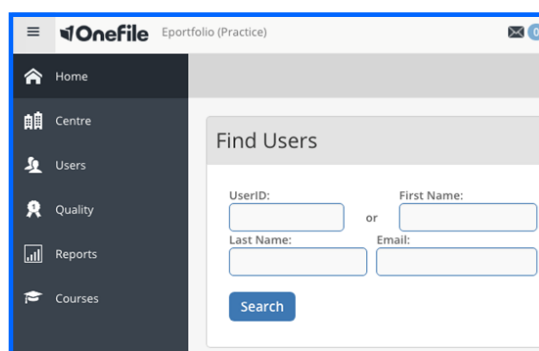 Onefile Eportfolio (Practice) 0
Home
Centre
Users
Quality
Reports
Courses
Find Users
UserID: or First Name:
Last Name: Email:
Search